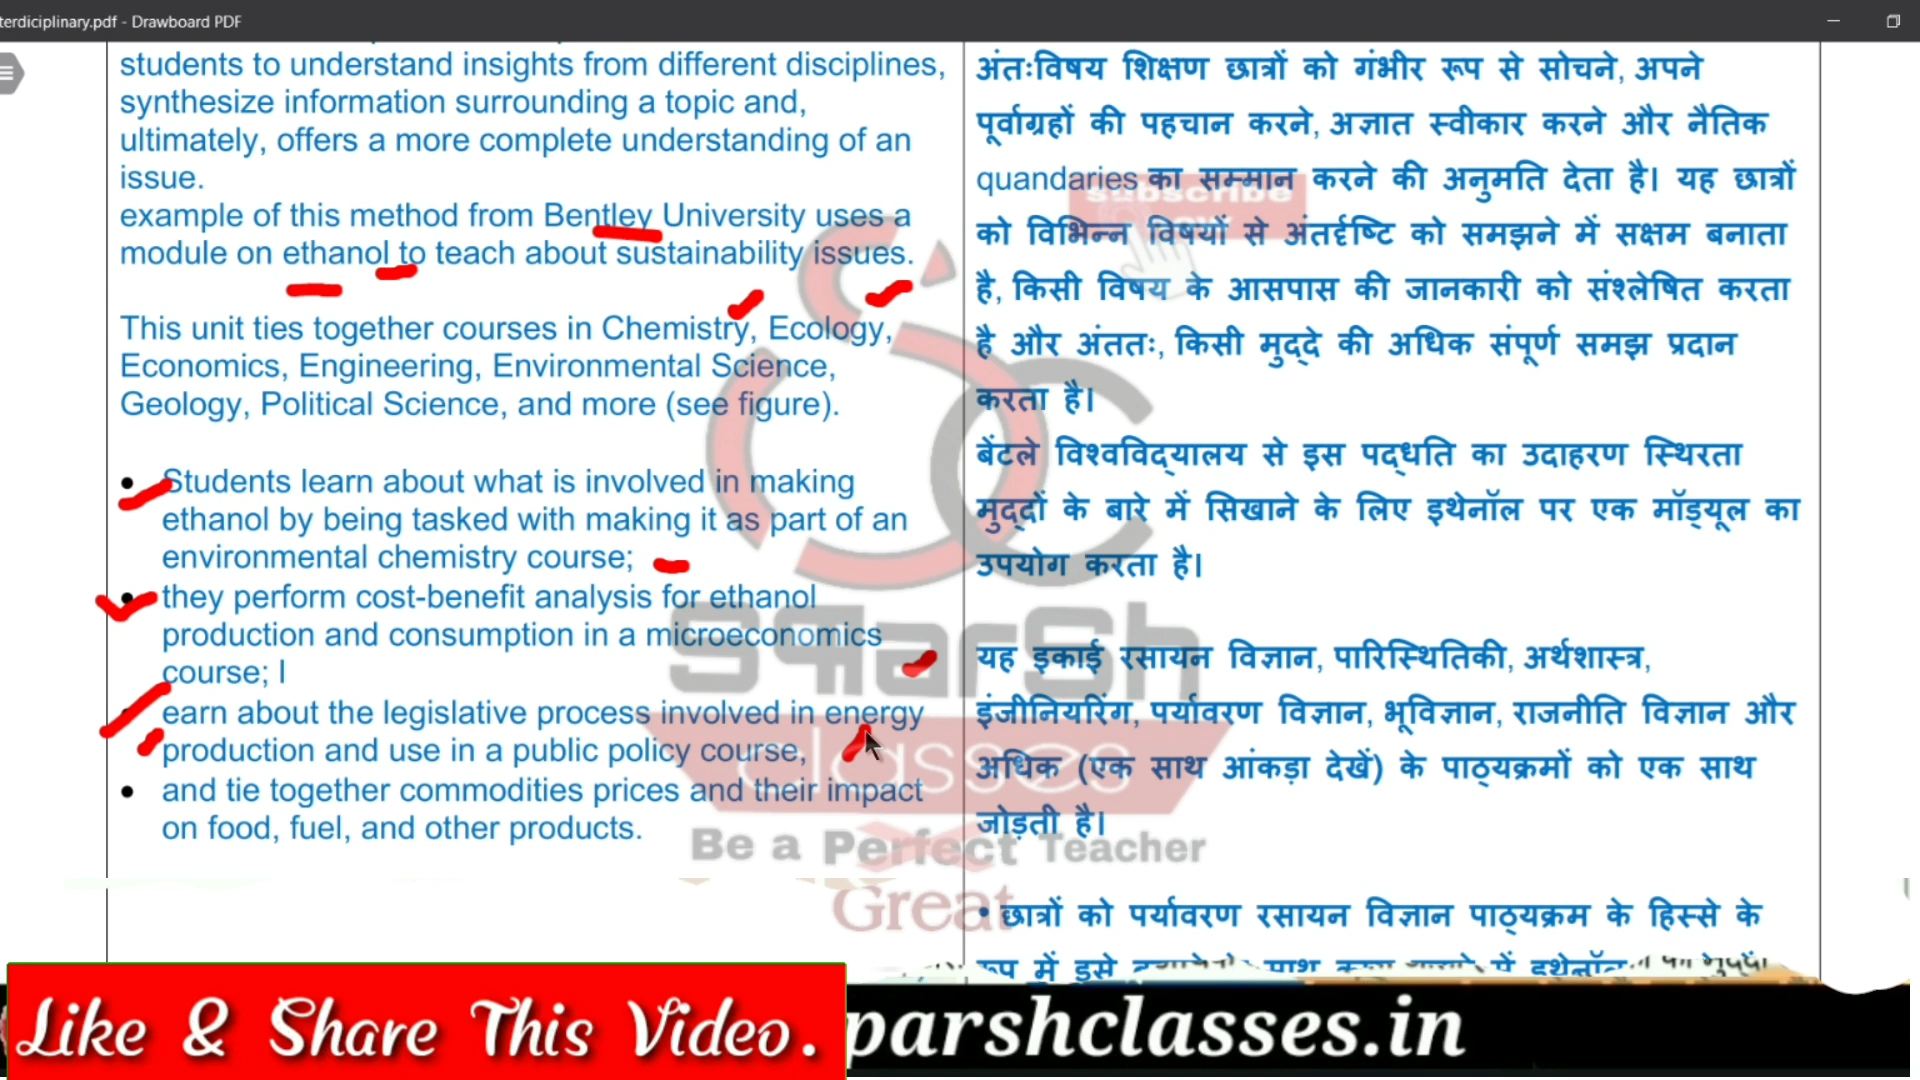 terdiciplinary.pdf - Drawboard PDF
students to understand insights from different disciplines,
synthesize information surrounding a topic and,
ultimately, offers a more complete understanding of an
issue.
example of this method from Bentley University uses a
module on ethanol to teach about sustainability issues.
This unit ties together courses in Chemistry, Ecology,
Economics, Engineering, Environmental Science,
Geology, Political Science, and more (see figure).
• Students learn about what is involved in making
ethanol by being tasked with making it as part of an
environmental chemistry course;
• they perform cost-benefit analysis for ethanol
production and consumption in a microeconomics
course; l
• earn about the legislative process involved in energy
production and use in a public policy course,
• and tie together commodities prices and their impact
on food, fuel, and other products.
अंतःविषय शिक्षण छात्रों को गंभीर रूप से सोचने, अपने
पूर्वाग्रहों की पहचान करने, अज्ञात स्वीकार करने और नैतिक
quandaries का सम्मान करने की अनुमति देता है। यह छात्रों
को विभिन्न विषयों से अंतर्दृष्टि को समझने में सक्षम बनाता
है, किसी विषय के आसपास की जानकारी को संश्लेषित करता
है और अंततः, किसी मुद्दे की अधिक संपूर्ण समझ प्रदान
करता है।
बेंटले विश्वविद्यालय से इस पद्धति का उदाहरण स्थिरता
मुद्दों के बारे में सिखाने के लिए इथेनॉल पर एक मॉड्यूल का
उपयोग करता है।
यह इकाई रसायन विज्ञान, पारिस्थितिकी, अर्थशास्त्र,
इंजीनियरिंग, पर्यावरण विज्ञान, भूविज्ञान, राजनीति विज्ञान और
अधिक (एक साथ आंकड़ा देखें) के पाठ्यक्रमों को एक साथ
जोड़ती है।
• छात्रों को पर्यावरण रसायन विज्ञान पाठ्यक्रम के हिस्से के
रूप में इसे
subscribe
now
Sparsh
classes
Be a Perfect Teacher
Great
Like & Share This Video.
parshclasses.in